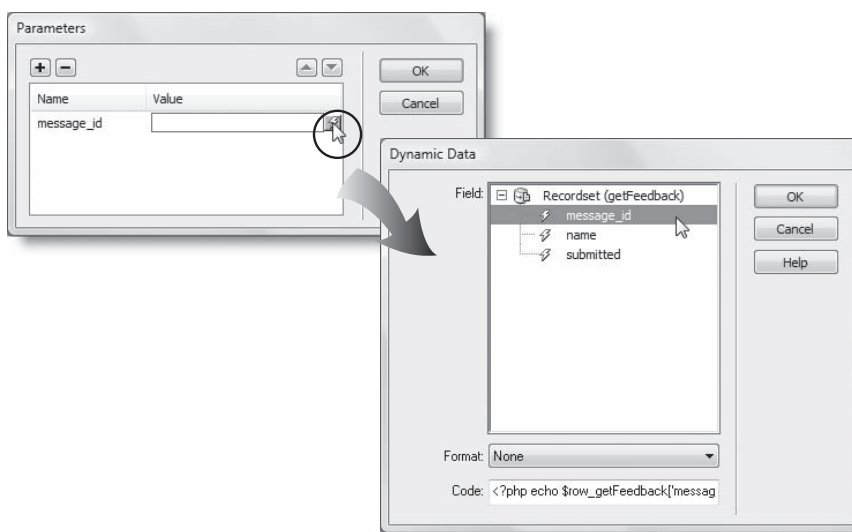 Parameters
OK
Cancel
Name Value
message_id
Dynamic Data
Field:
Recordset (getFeedback)
message_id
name
submitted
OK
Cancel
Help
Format: None
Code: <?php echo $row_getFeedback['messag